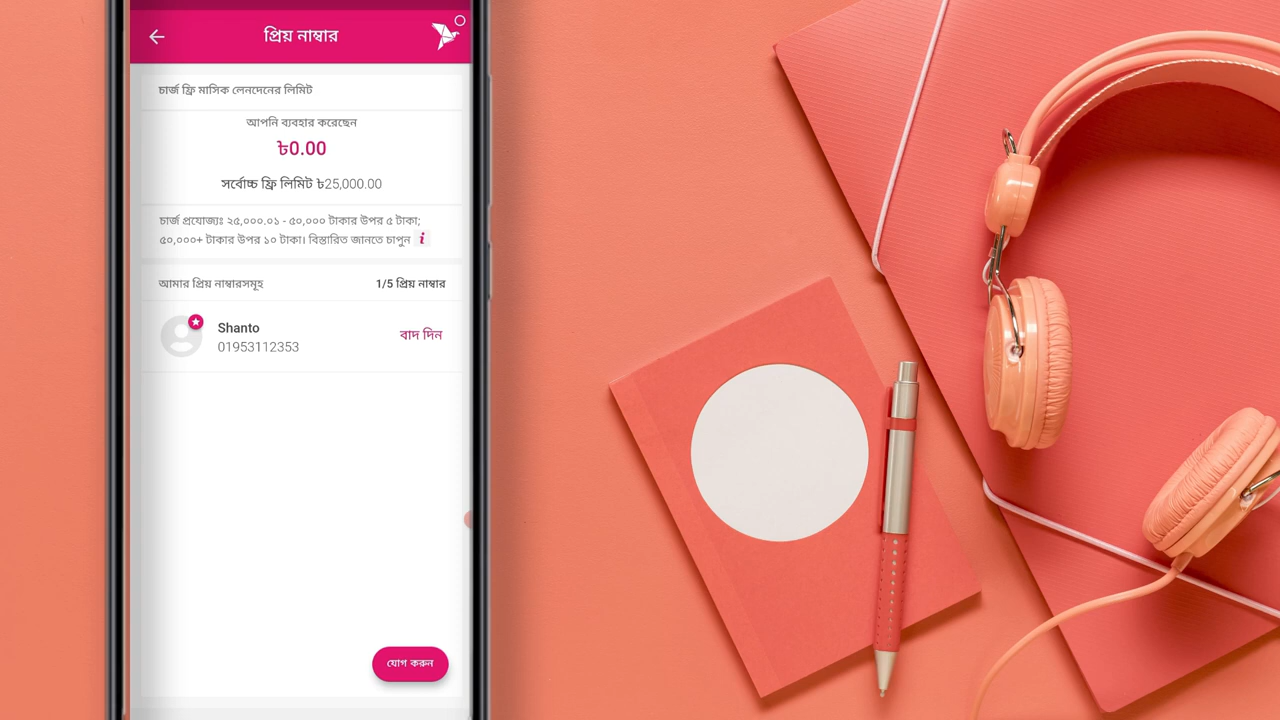 প্রিয় নাম্বার
চার্জ ফ্রি মাসিক লেনদেনের লিমিট
আপনি ব্যবহার করেছেন
৳0.00
সর্বোচ্চ ফ্রি লিমিট ৳25,000.00
চার্জ প্রযোজ্যঃ ২৫,০০০.০১ - ৫০,০০০ টাকার উপর ৫ টাকা;
৫০,০০০+ টাকার উপর ১০ টাকা। বিস্তারিত জানতে চাপুন i
আমার প্রিয় নাম্বারসমূহ 1/5 প্রিয় নাম্বার
Shanto
01953112353
বাদ দিন
যোগ করুন